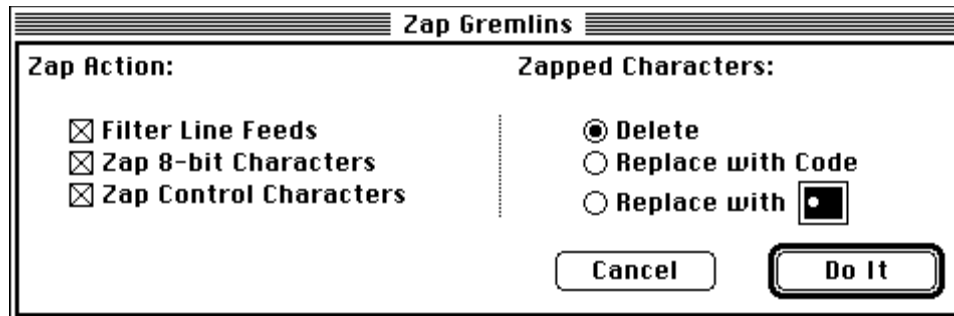 Zap Gremlins
Zap Action:
Filter Line Feeds
Zap 8-bit Characters
Zap Control Characters
Zapped Characters:
Delete
Replace with Code
Replace with •
Cancel
Do It